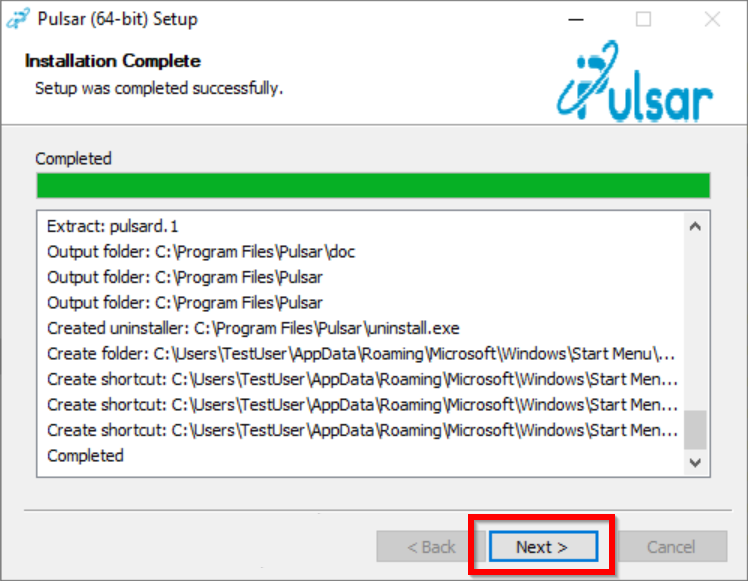 Pulsar (64-bit) Setup
Installation Complete
Setup was completed successfully.
Pulsar
Completed
Extract: pulsard.1
Output folder: C:\Program Files\Pulsar\doc
Output folder: C:\Program Files\Pulsar
Output folder: C:\Program Files\Pulsar
Created uninstaller: C:\Program Files\Pulsar\uninstall.exe
Create folder: C:\Users\TestUser\AppData\Roaming\Microsoft\Windows\Start Menu\...
Create shortcut: C:\Users\TestUser\AppData\Roaming\Microsoft\Windows\Start Men...
Create shortcut: C:\Users\TestUser\AppData\Roaming\Microsoft\Windows\Start Men...
Create shortcut: C:\Users\TestUser\AppData\Roaming\Microsoft\Windows\Start Men...
Completed
< Back
Next >
Cancel